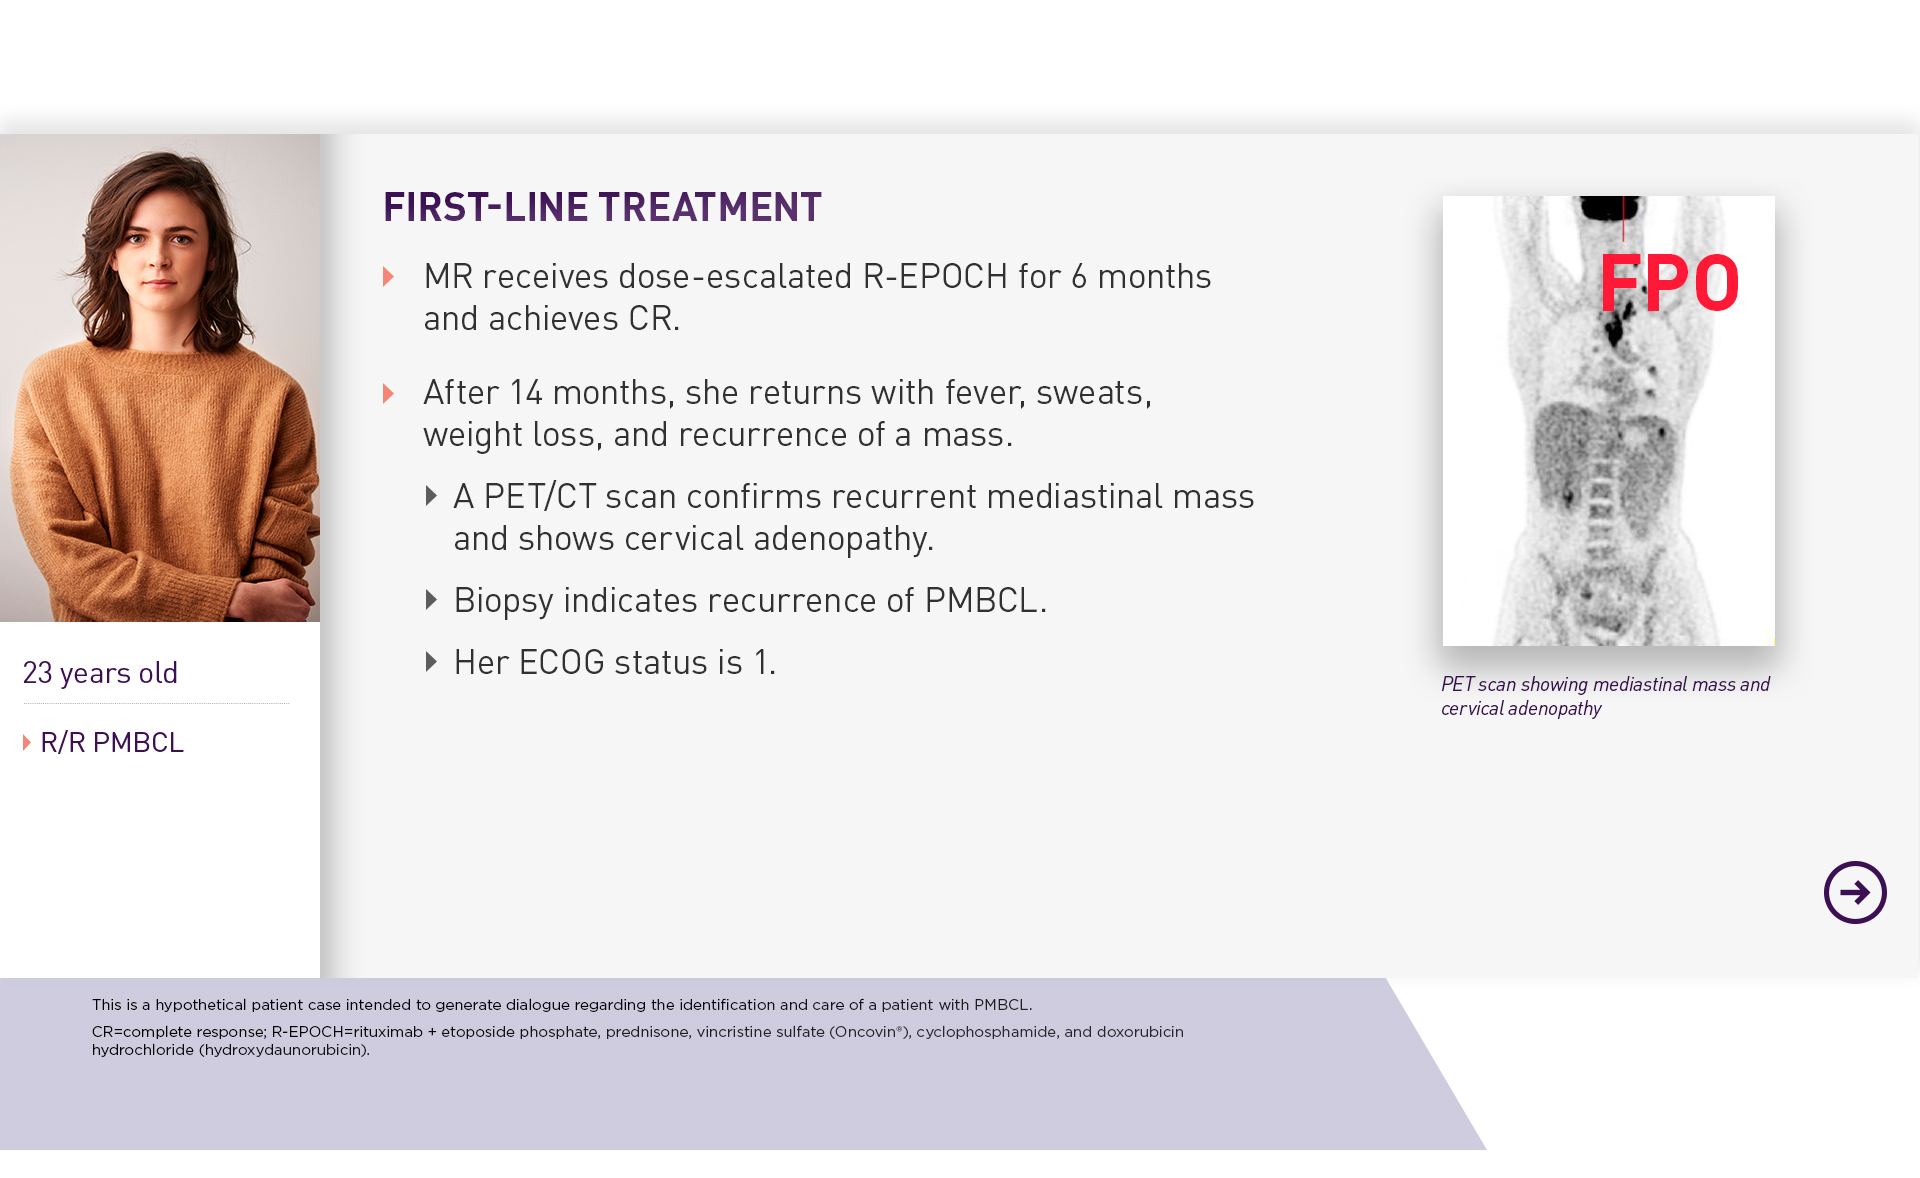 FIRST-LINE TREATMENT
MR receives dose-escalated R-EPOCH for 6 months
and achieves CR.
After 14 months, she returns with fever, sweats,
weight loss, and recurrence of a mass.
A PET/CT scan confirms recurrent mediastinal mass
and shows cervical adenopathy.
Biopsy indicates recurrence of PMBCL.
Her ECOG status is 1.
FPO
PET scan showing mediastinal mass and
cervical adenopathy
23 years old
R/R PMBCL
This is a hypothetical patient case intended to generate dialogue regarding the identification and care of a patient with PMBCL.
CR=complete response; R-EPOCH=rituximab + etoposide phosphate, prednisone, vincristine sulfate (Oncovin®), cyclophosphamide, and doxorubicin
hydrochloride (hydroxydaunorubicin).